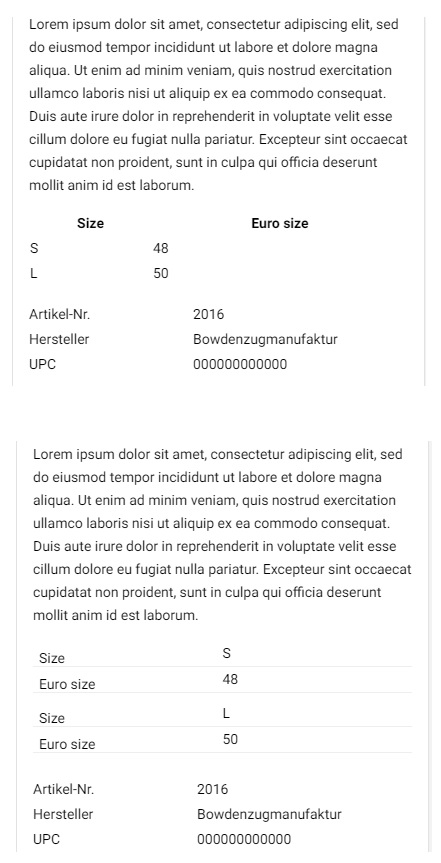 Lorem ipsum dolor sit amet, consectetur adipiscing elit, sed
do eiusmod tempor incididunt ut labore et dolore magna
aliqua. Ut enim ad minim veniam, quis nostrud exercitation
ullamco laboris nisi ut aliquip ex ea commodo consequat.
Duis aute irure dolor in reprehenderit in voluptate velit esse
cillum dolore eu fugiat nulla pariatur. Excepteur sint occaecat
cupidatat non proident, sunt in culpa qui officia deserunt
mollit anim id est laborum.
Size Euro size
S 48
L 50
Artikel-Nr. 2016
Hersteller Bowdenzugmanufaktur
UPC 000000000000
Lorem ipsum dolor sit amet, consectetur adipiscing elit, sed
do eiusmod tempor incididunt ut labore et dolore magna
aliqua. Ut enim ad minim veniam, quis nostrud exercitation
ullamco laboris nisi ut aliquip ex ea commodo consequat.
Duis aute irure dolor in reprehenderit in voluptate velit esse
cillum dolore eu fugiat nulla pariatur. Excepteur sint occaecat
cupidatat non proident, sunt in culpa qui officia deserunt
mollit anim id est laborum.
Size S
Euro size 48
Size L
Euro size 50
Artikel-Nr. 2016
Hersteller Bowdenzugmanufaktur
UPC 000000000000